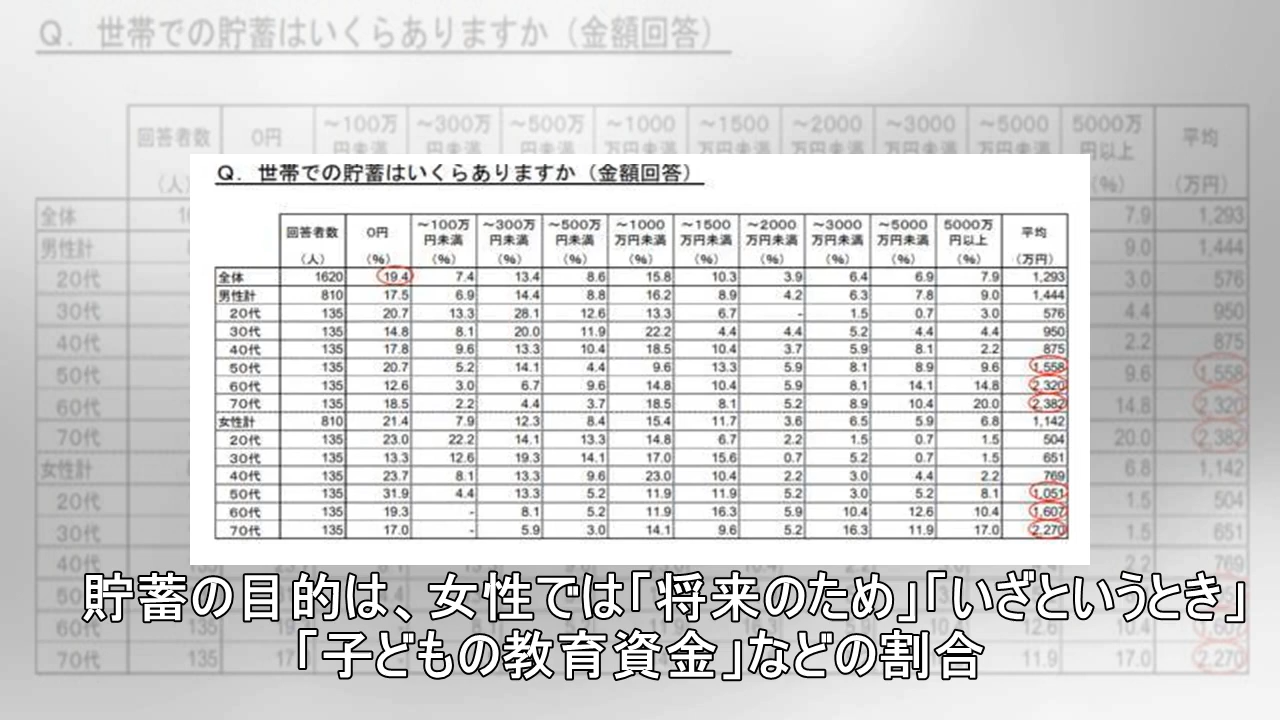 Q．世帯での貯蓄はいくらありますか（金額回答）
回答者数 0円 ～100万 ～300万 ～500万 ～1000 ～1500 ～2000 ～3000 ～5000 5000万 平均
円未満 円未満 円未満 万円未満 万円未満 万円未満 万円未満 万円未満 円以上
（人） （%） （%） （%） （%） （%） （%） （%） （%） （%） （%） （万円）
全体 1620 19.4 7.4 13.4 8.6 15.8 10.3 3.9 6.4 6.9 7.9 1,293
男性計 810 17.5 6.9 14.4 8.8 16.2 8.9 4.2 6.3 7.8 9.0 1,444
20代 135 20.7 13.3 28.1 12.6 13.3 6.7 - 1.5 0.7 3.0 576
30代 135 14.8 8.1 20.0 11.9 22.2 4.4 4.4 5.2 4.4 4.4 950
40代 135 17.8 9.6 13.3 10.4 18.5 10.4 3.7 5.9 8.1 2.2 875
50代 135 20.7 5.2 14.1 4.4 9.6 13.3 5.9 8.1 8.9 9.6 1,558
60代 135 12.6 3.0 6.7 9.6 14.8 10.4 5.9 8.1 14.1 14.8 2,320
70代 135 18.5 2.2 4.4 3.7 18.5 8.1 5.2 8.9 10.4 20.0 2,382
女性計 810 21.4 7.9 12.3 8.4 15.4 11.7 3.6 6.5 5.9 6.8 1,142
20代 135 23.0 22.2 14.1 13.3 14.8 6.7 2.2 1.5 0.7 1.5 504
30代 135 13.3 12.6 19.3 14.1 17.0 15.6 0.7 5.2 0.7 1.5 651
40代 135 23.7 8.1 13.3 9.6 23.0 10.4 2.2 3.0 4.4 2.2 769
50代 135 31.9 4.4 13.3 5.2 11.9 11.9 5.2 3.0 5.2 8.1 1,051
60代 135 19.3 - 8.1 5.2 11.9 16.3 5.9 10.4 12.6 10.4 1,607
70代 135 17.0 - 5.9 3.0 14.1 9.6 5.2 16.3 11.9 17.0 2,270
貯蓄の目的は、女性では「将来のため」「いざというとき」
「子どもの教育資金」などの割合